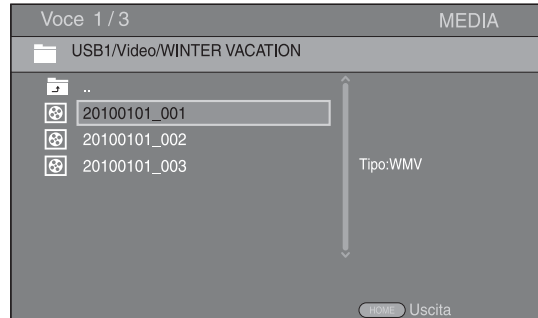 Voce 1 / 3 MEDIA
USB1/Video/WINTER VACATION
..
20100101_001
20100101_002
20100101_003
Tipo:WMV
HOME Uscita